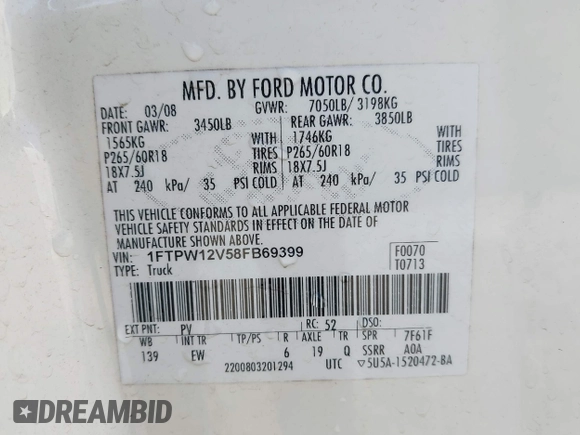 MFD. BY FORD MOTOR CO.
DATE: 03/08 GVWR: 7050LB/ 3198KG
FRONT GAWR: 3450LB REAR GAWR: 3850LB
1565KG WITH 1746KG WITH
P265/60R18 TIRES P265/60R18 TIRES
18X7.5J RIMS 18X7.5J RIMS
AT 240 kPa/ 35 PSI COLD AT 240 kPa/ 35 PSI COLD
THIS VEHICLE CONFORMS TO ALL APPLICABLE FEDERAL MOTOR
VEHICLE SAFETY STANDARDS IN EFFECT ON THE DATE OF
MANUFACTURE SHOWN ABOVE.
VIN: 1FTPW12V58FB69399 F0070
TYPE: Truck T0713
EXT PNT: PV RC: 52 DSO:
WB INT TR TP/PS R AXLE TR SPR 7F61F
139 EW 6 19 Q SSRR A0A
2200803201294 UTC ▽5U5A-1520472-BA
DREAMBID